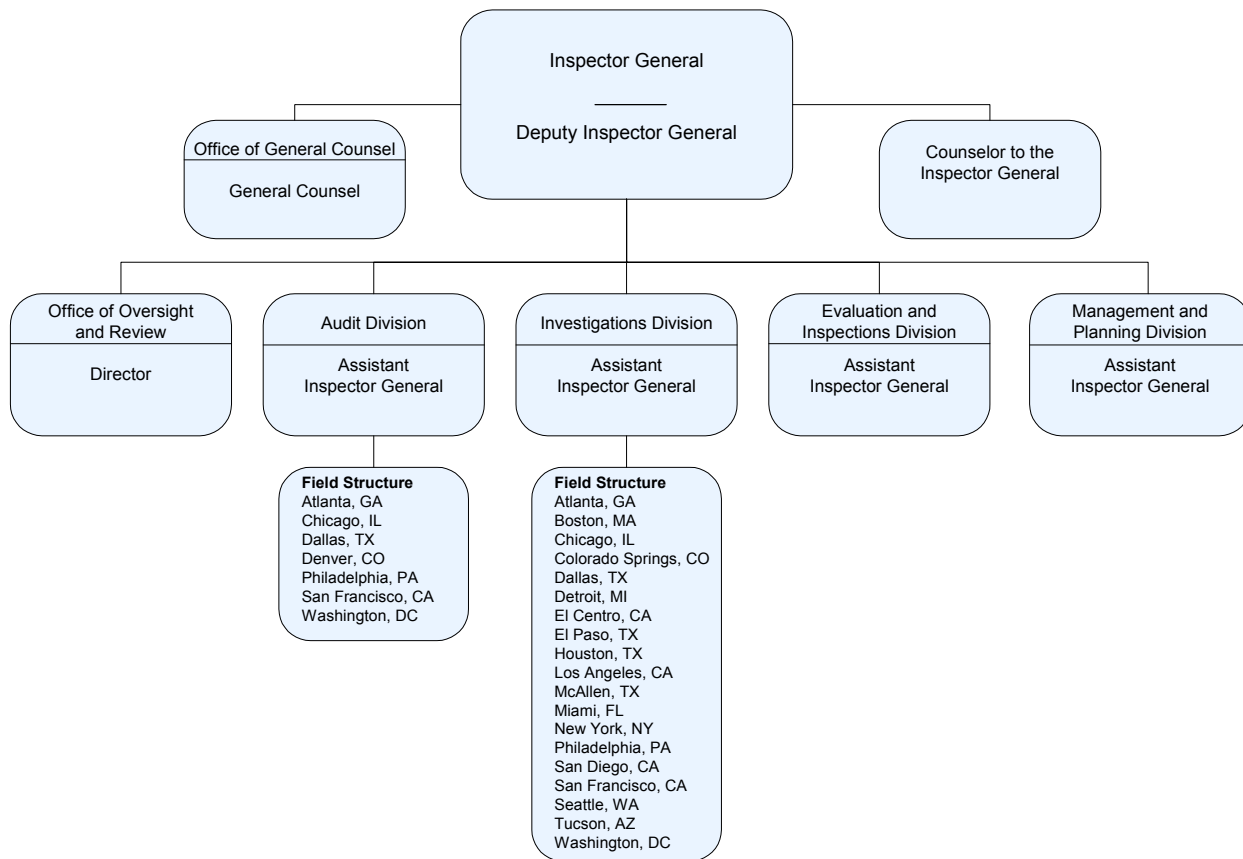 Inspector General
Deputy Inspector General
Office of General Counsel
General Counsel
Counselor to the
Inspector General
Office of Oversight
and Review
Director
Audit Division
Assistant
Inspector General
Investigations Division
Assistant
Inspector General
Evaluation and
Inspections Division
Assistant
Inspector General
Management and
Planning Division
Assistant
Inspector General
Field Structure
Atlanta, GA
Chicago, IL
Dallas, TX
Denver, CO
Philadelphia, PA
San Francisco, CA
Washington, DC
Field Structure
Atlanta, GA
Boston, MA
Chicago, IL
Colorado Springs, CO
Dallas, TX
Detroit, MI
El Centro, CA
El Paso, TX
Houston, TX
Los Angeles, CA
McAllen, TX
Miami, FL
New York, NY
Philadelphia, PA
San Diego, CA
San Francisco, CA
Seattle, WA
Tucson, AZ
Washington, DC